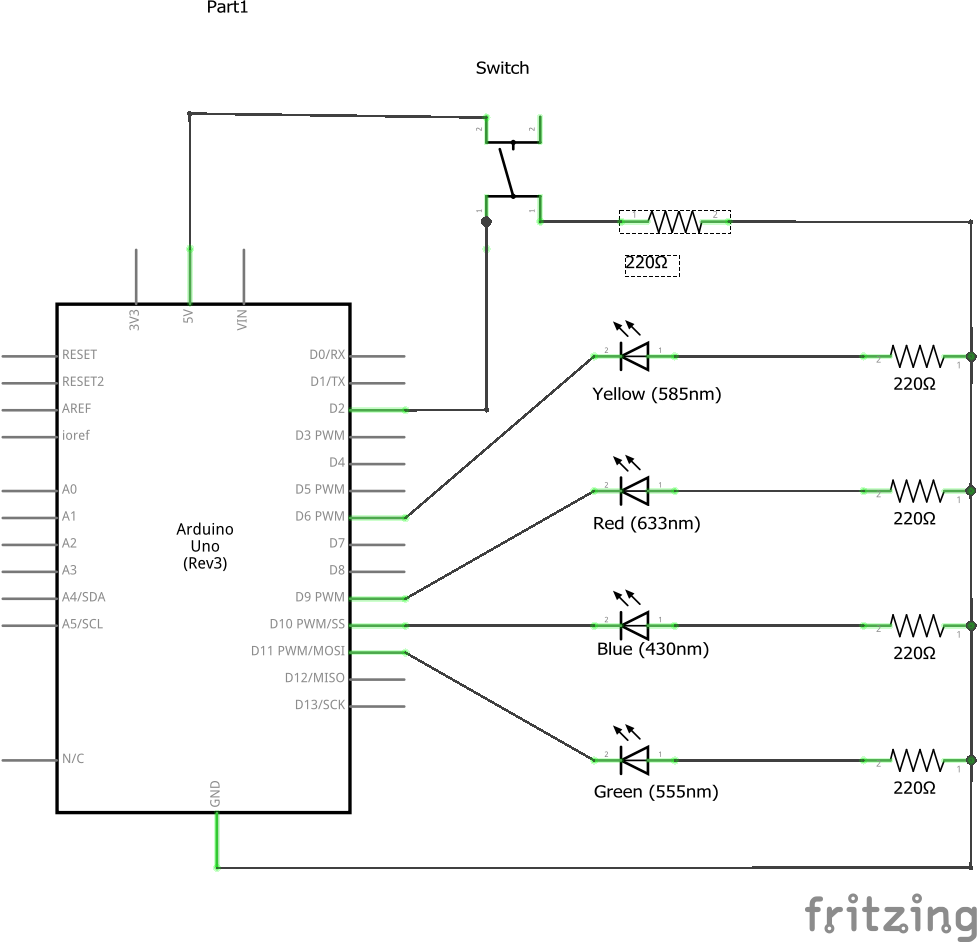 Part1
Switch
2
2
1
1
1
2
220Ω
3V3
5V
VIN
RESET
RESET2
AREF
ioref
A0
A1
A2
A3
A4/SDA
A5/SCL
N/C
Arduino
Uno
(Rev3)
D0/RX
D1/TX
D2
D3 PWM
D4
D5 PWM
D6 PWM
D7
D8
D9 PWM
D10 PWM/SS
D11 PWM/MOSI
D12/MISO
D13/SCK
GND
2
1
Yellow (585nm)
2
1
220Ω
2
1
Red (633nm)
2
1
220Ω
2
1
Blue (430nm)
2
1
220Ω
2
1
Green (555nm)
2
1
220Ω
fritzing